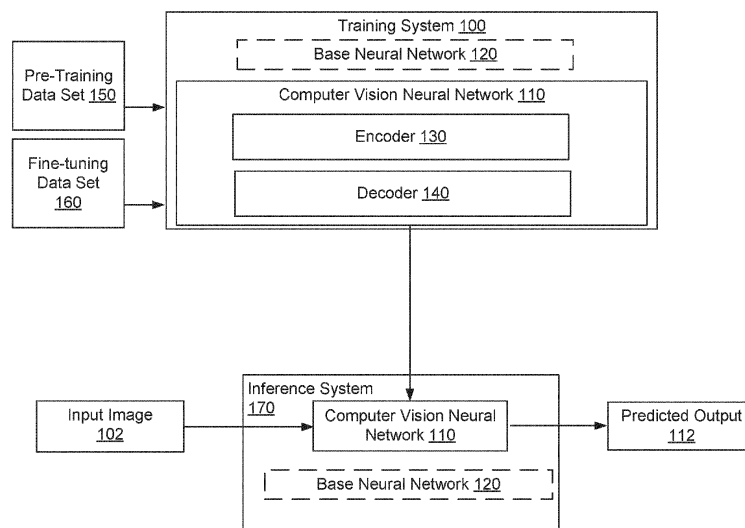 Training System 100
Base Neural Network 120
Pre-Training
Data Set 150
Computer Vision Neural Network 110
Encoder 130
Fine-tuning
Data Set
160
Decoder 140
Inference System
170
Input Image
102
Computer Vision Neural
Network 110
Predicted Output
112
Base Neural Network 120